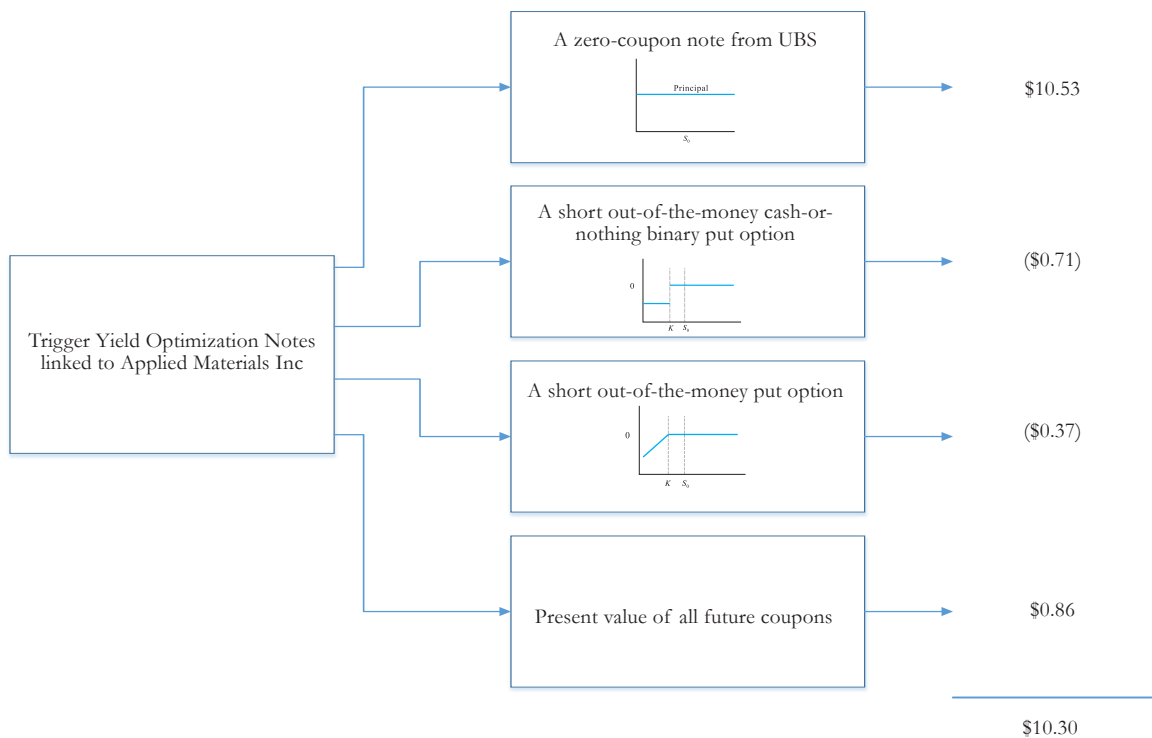 A zero-coupon note from UBS
Principal
S₀
$10.53
A short out-of-the-money cash-or-
nothing binary put option
0
K S₀
($0.71)
Trigger Yield Optimization Notes
linked to Applied Materials Inc
A short out-of-the-money put option
0
K S₀
($0.37)
Present value of all future coupons
$0.86
$10.30